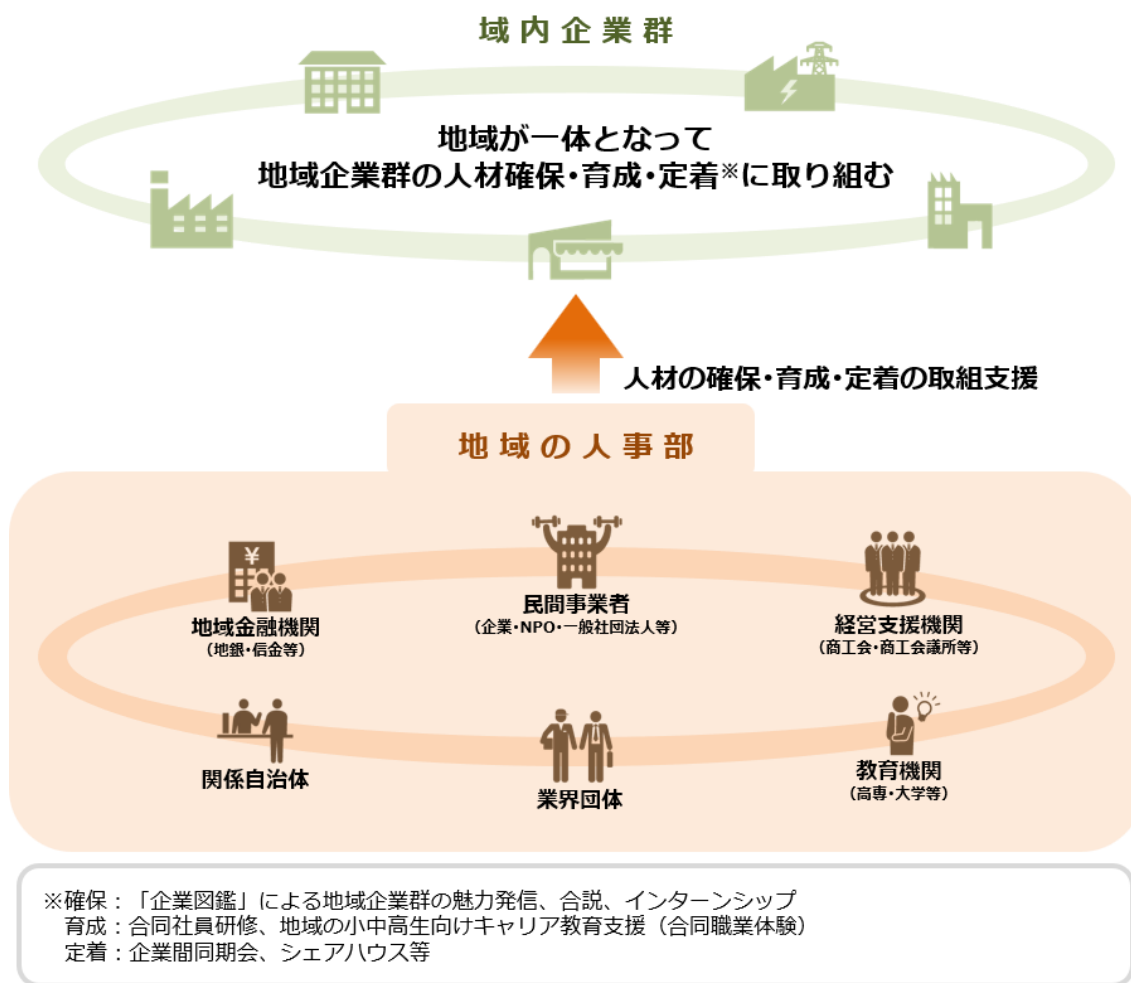 域内企業群
地域が一体となって
地域企業群の人材確保・育成・定着※に取り組む
人材の確保・育成・定着の取組支援
地域の人事部
¥
地域金融機関
(地銀・信金等)
民間事業者
(企業・NPO・一般社団法人等)
経営支援機関
(商工会・商工会議所等)
関係自治体
業界団体
教育機関
(高専・大学等)
※確保：「企業図鑑」による地域企業群の魅力発信、合説、インターンシップ
育成：合同社員研修、地域の小中高生向けキャリア教育支援（合同職業体験）
定着：企業間同期会、シェアハウス等